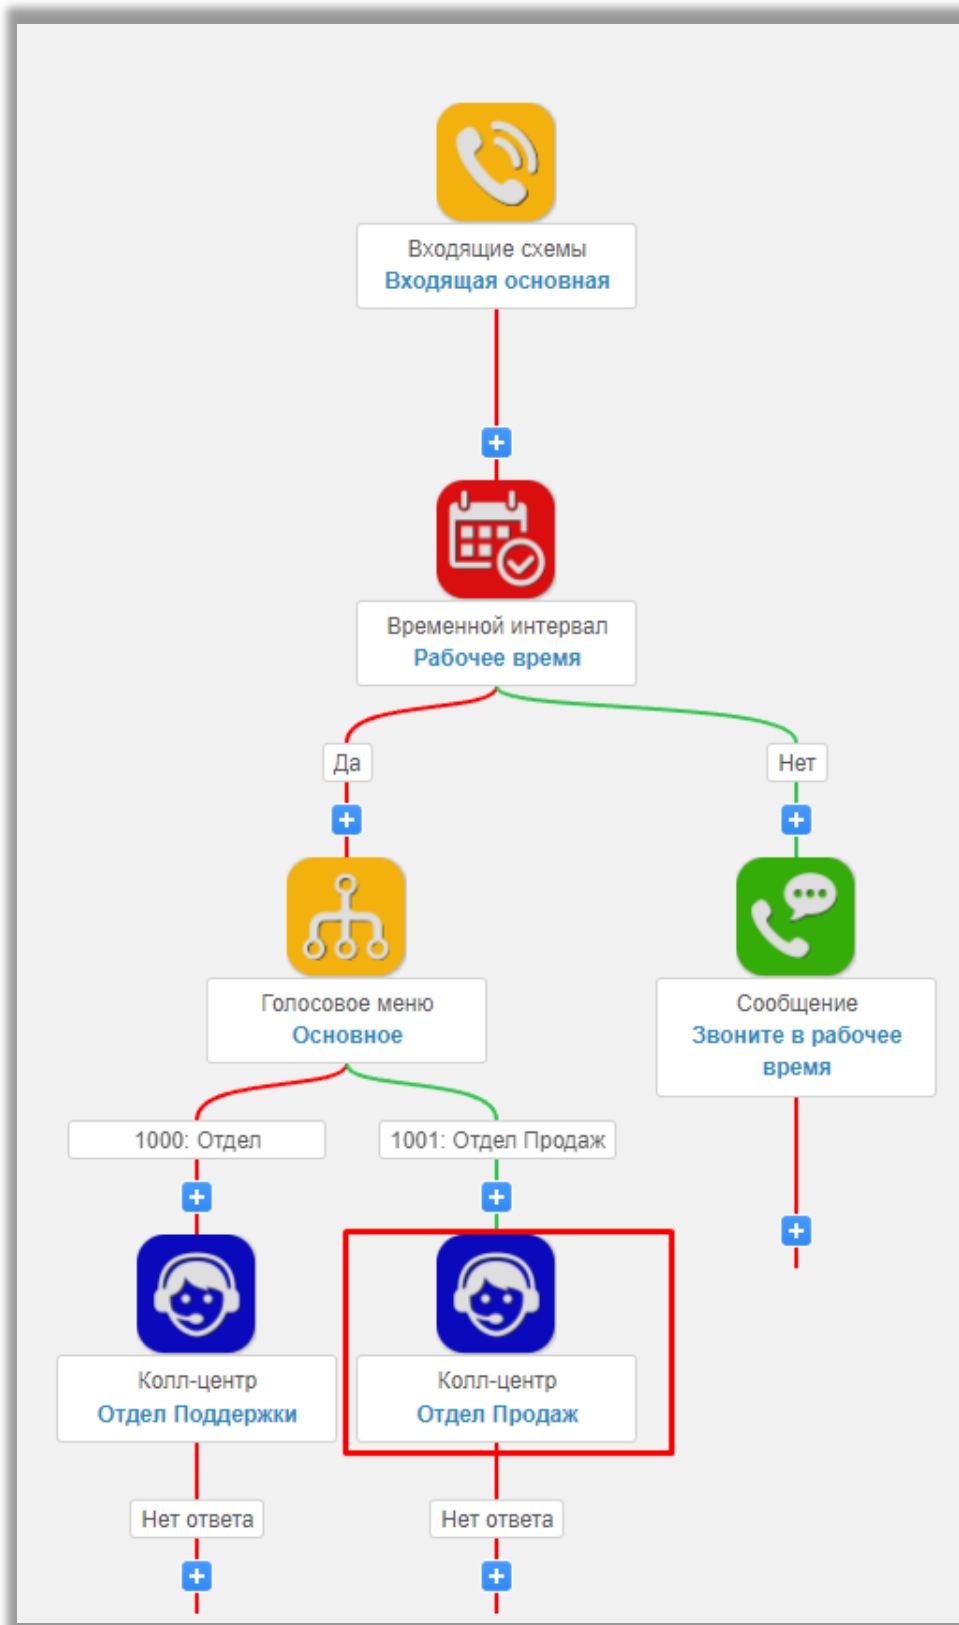 Входящие схемы
Входящая основная
Временной интервал
Рабочее время
Да
Нет
Голосовое меню
Основное
Сообщение
Звоните в рабочее
время
1000: Отдел
1001: Отдел Продаж
Колл-центр
Отдел Поддержки
Колл-центр
Отдел Продаж
Нет ответа
Нет ответа